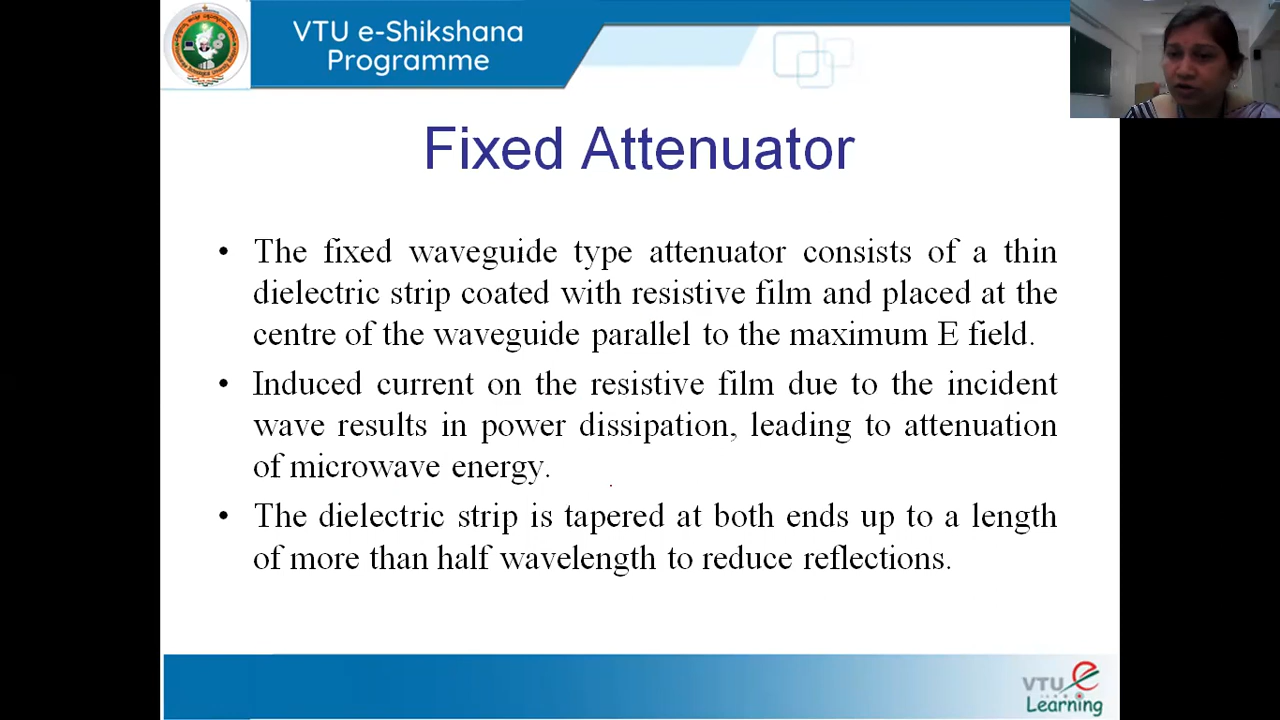 VTU e-Shikshana
Programme
Fixed Attenuator
• The fixed waveguide type attenuator consists of a thin
dielectric strip coated with resistive film and placed at the
centre of the waveguide parallel to the maximum E field.
• Induced current on the resistive film due to the incident
wave results in power dissipation, leading to attenuation
of microwave energy.
• The dielectric strip is tapered at both ends up to a length
of more than half wavelength to reduce reflections.
VTU e
Learning